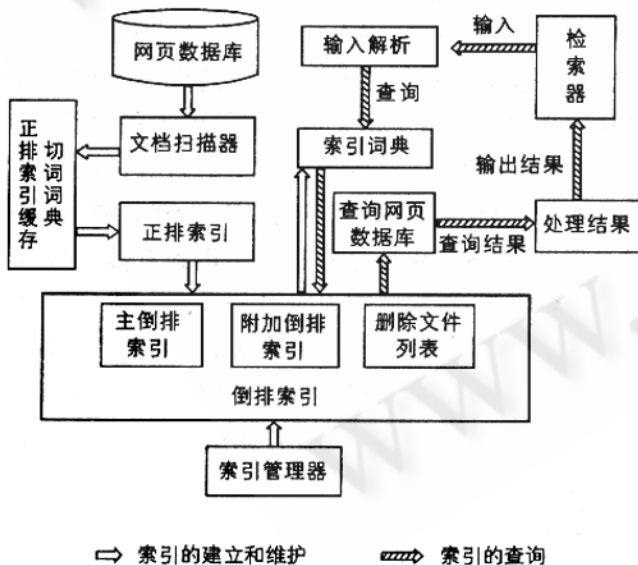 网页数据库
输入解析
输入
检索器
查询
正排索引缓存
切词词典
文档扫描器
索引词典
输出结果
正排索引
查询网页
数据库
查询结果
处理结果
主倒排
索引
附加倒排
索引
删除文件
列表
倒排索引
索引管理器
索引的建立和维护
索引的查询
www.